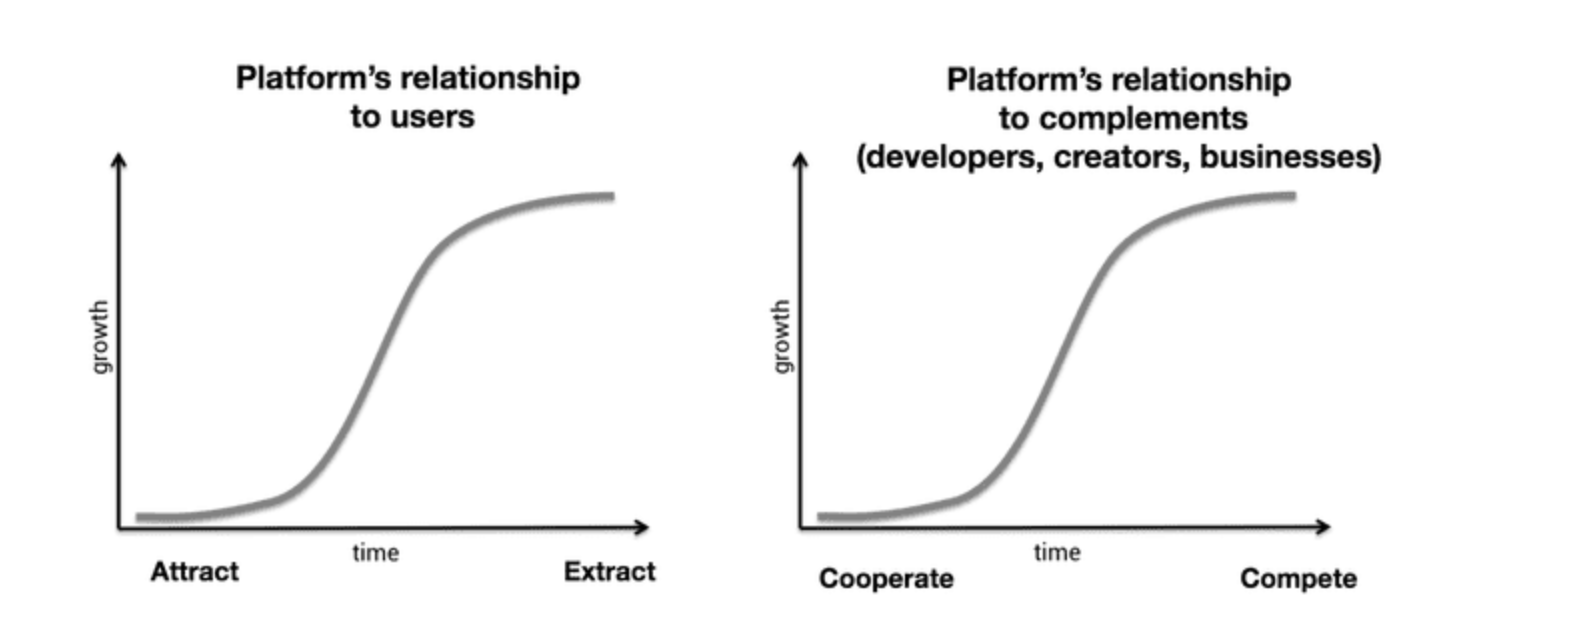 Platform’s relationship
to users
growth
time
Attract
Extract
Platform’s relationship
to complements
(developers, creators, businesses)
growth
time
Cooperate
Compete